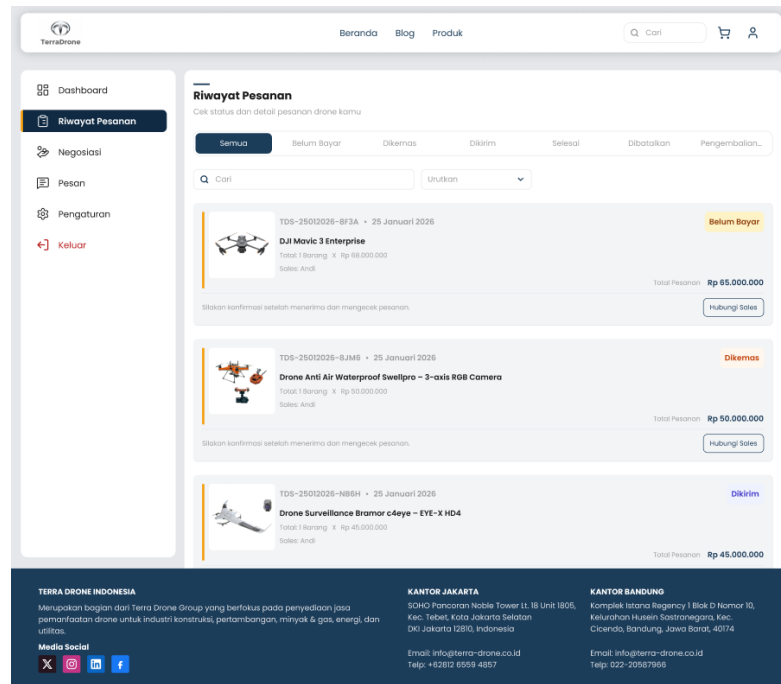 TerraDrone
Beranda Blog Produk
Cari
Dashboard
Riwayat Pesanan
Negosiasi
Pesan
Pengaturan
Keluar
Riwayat Pesanan
Cek status dan detail pesanan drone kamu
Semua Belum Bayar Dikemas Dikirim Selesai Dibatalkan Pengembalian...
Cari Urutkan
TDS-25012026-8F3A • 25 Januari 2026 Belum Bayar
DJI Mavic 3 Enterprise
Total: 1 Barang X Rp 68.000.000
Sales: Andi
Total Pesanan Rp 65.000.000
Silakan konfirmasi setelah menerima dan mengecek pesanan. Hubungi Sales
TDS-25012026-8JM6 • 25 Januari 2026 Dikemas
Drone Anti Air Waterproof Swellpro – 3-axis RGB Camera
Total: 1 Barang X Rp 50.000.000
Sales: Andi
Total Pesanan Rp 50.000.000
Silakan konfirmasi setelah menerima dan mengecek pesanan. Hubungi Sales
TDS-25012026-N86H • 25 Januari 2026 Dikirim
Drone Surveillance Bramor c4eye – EYE-X HD4
Total: 1 Barang X Rp 45.000.000
Sales: Andi
Total Pesanan Rp 45.000.000
TERRA DRONE INDONESIA
Merupakan bagian dari Terra Drone Group yang berfokus pada penyediaan jasa
pemanfaatan drone untuk industri konstruksi, pertambangan, minyak & gas, energi, dan
utilitas.
Media Social
KANTOR JAKARTA
SOHO Pancoran Noble Tower Lt. 18 Unit 1805,
Kec. Tebet, Kota Jakarta Selatan
DKI Jakarta 12810, Indonesia
Email: info@terra-drone.co.id
Telp: +62812 6559 4857
KANTOR BANDUNG
Komplek Istana Regency 1 Blok D Nomor 10,
Kelurahan Husein Sastranegara, Kec.
Cicendo, Bandung, Jawa Barat, 40174
Email: info@terra-drone.co.id
Telp: 022-20587966